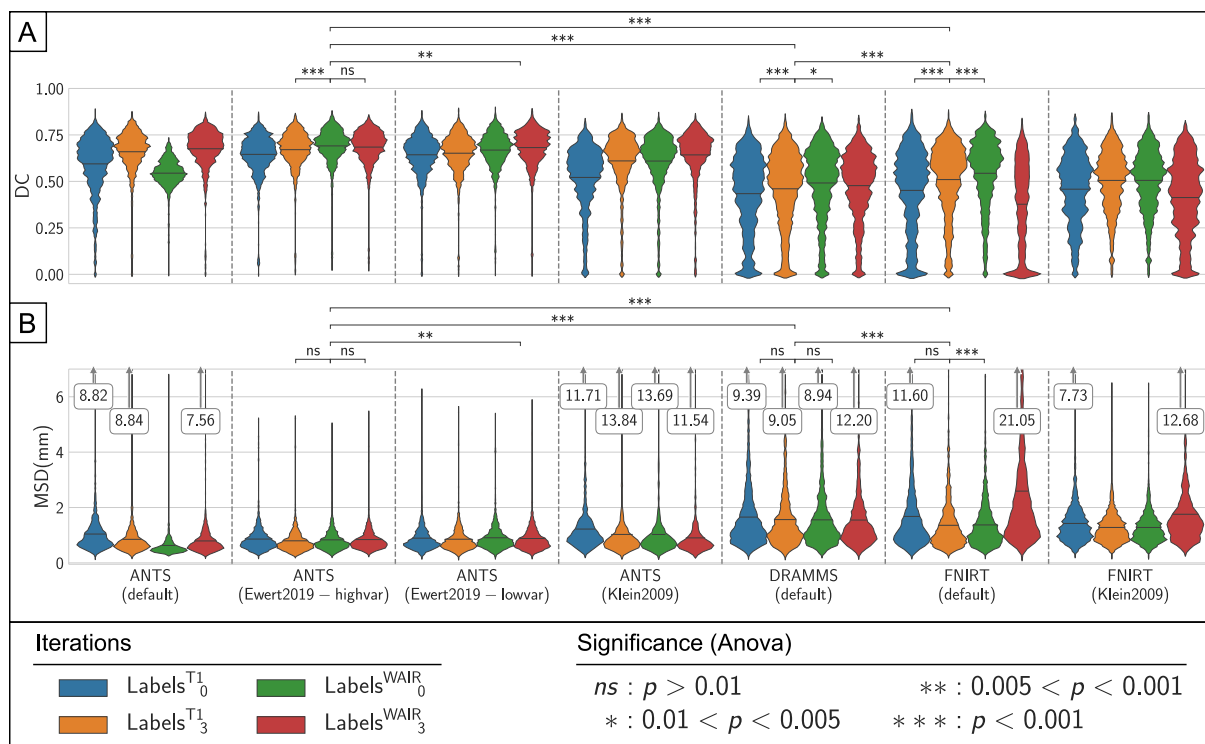 A
***
***
**
***
***
ns
***
*
***
***
1.00
0.75
0.50
0.25
0.00
DC
B
***
***
**
***
ns
ns
ns
ns
ns
***
6
4
2
0
MSD(mm)
8.82
8.84
7.56
11.71
13.84
13.69
11.54
9.39
9.05
8.94
12.20
11.60
21.05
7.73
12.68
ANTS
(default)
ANTS
(Ewert2019 – highvar)
ANTS
(Ewert2019 – lowvar)
ANTS
(Klein2009)
DRAMMS
(default)
FNIRT
(default)
FNIRT
(Klein2009)
Iterations
Labels^T1_0
Labels^WAIR_0
Labels^T1_3
Labels^WAIR_3
Significance (Anova)
ns : p > 0.01
** : 0.005 < p < 0.001
* : 0.01 < p < 0.005
*** : p < 0.001